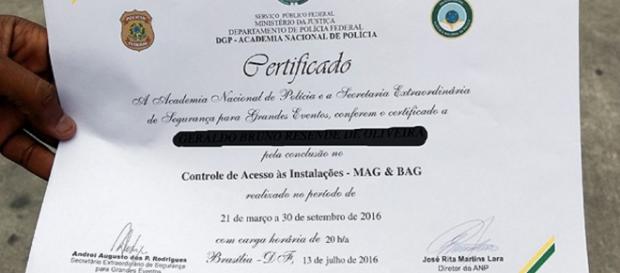 SERVIÇO PÚBLICO FEDERAL
MINISTÉRIO DA JUSTIÇA
DEPARTAMENTO DE POLÍCIA FEDERAL
DGP - ACADEMIA NACIONAL DE POLÍCIA
Certificado
A Academia Nacional de Polícia e a Secretaria Extraordinária
de Segurança para Grandes Eventos, conferem o certificado a
pela conclusão no
Controle de Acesso às Instalações - MAG & BAG
realizado no período de
21 de março a 30 de setembro de 2016
com carga horária de 20 h/a
Brasília - DF, 13 de julho de 2016
Andrei Augusto dos P. Rodrigues
Secretário Extraordinário de Segurança
para Grandes Eventos
José Rita Martins Lara
Diretor da ANP